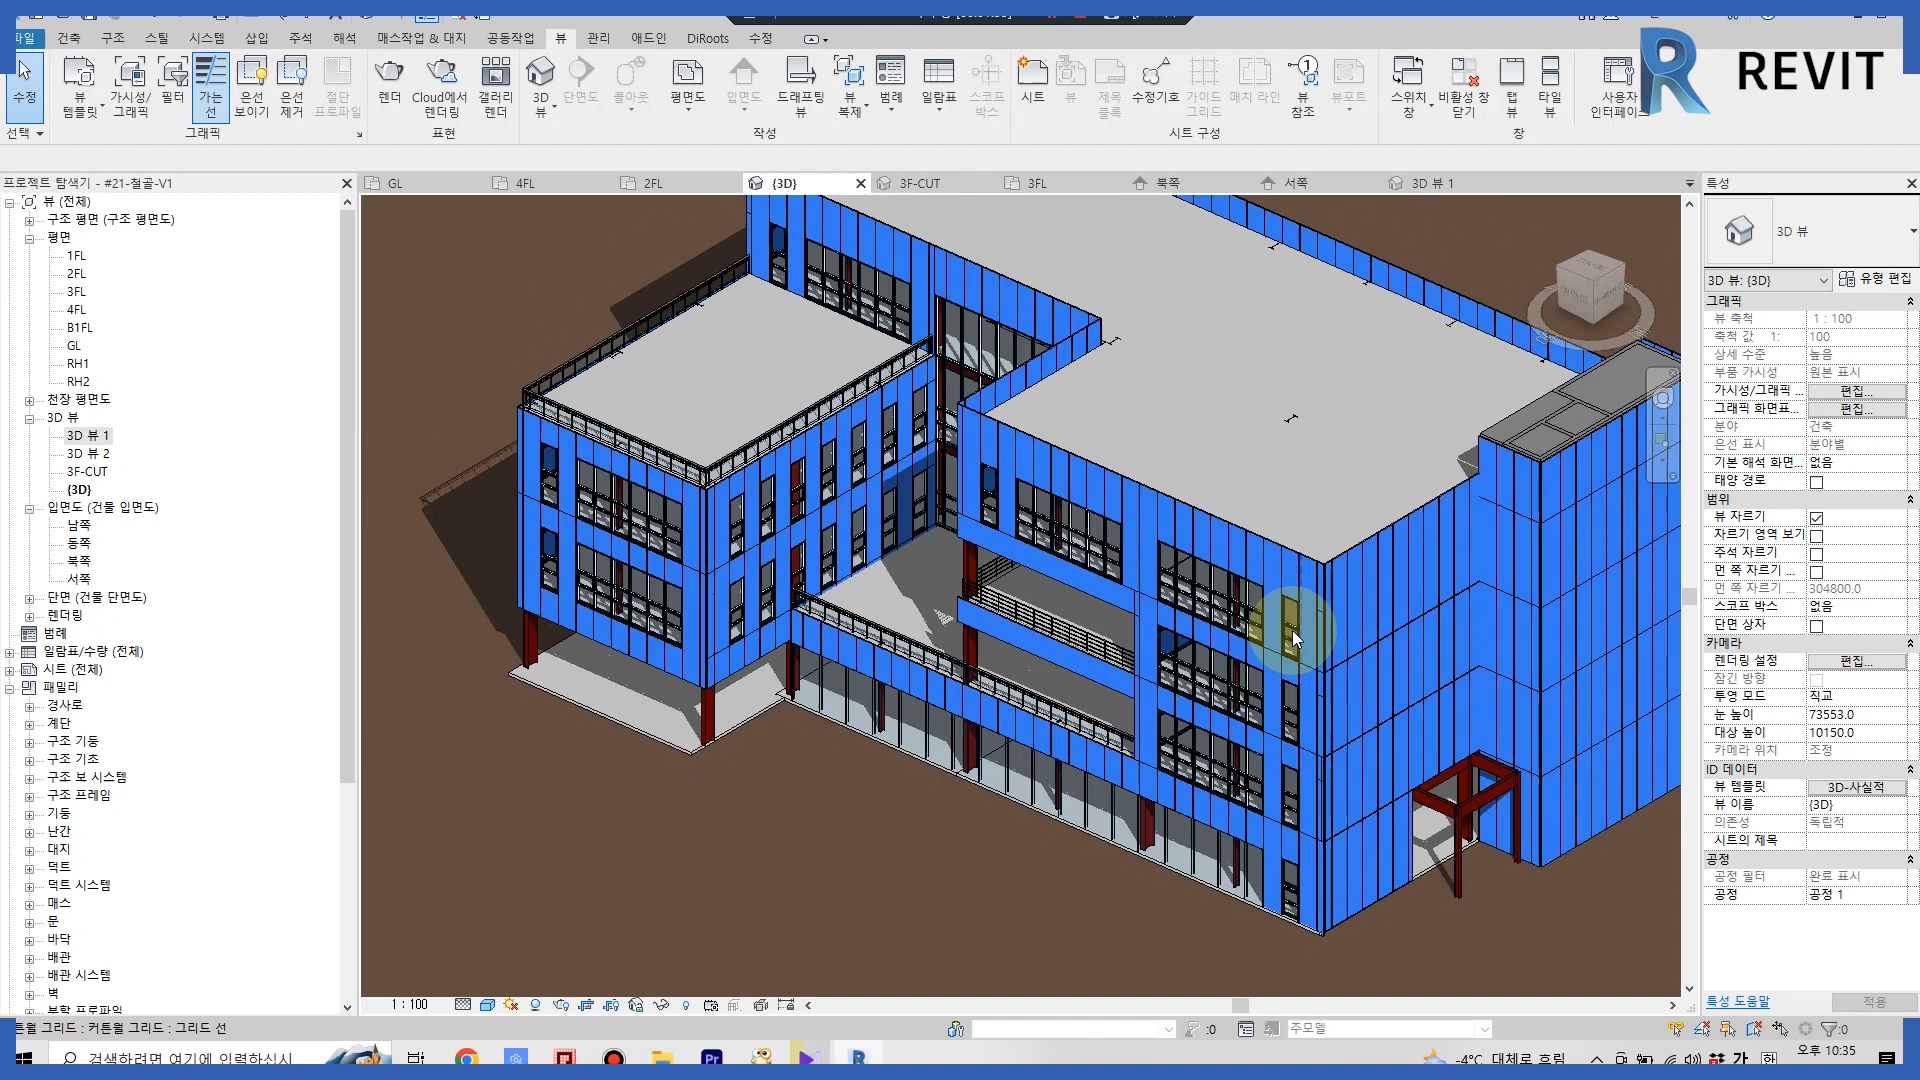 파일 건축 구조 스틸 시스템 삽입 주석 해석 매스작업 & 대지 공동작업 뷰 관리 애드인 DiRoots 수정
REVIT
수정
뷰 템플릿
가시성/그래픽
필터
가는 선
은선 보이기
은선 제거
절단 프로파일
렌더
Cloud에서 렌더링
갤러리 렌더
3D 뷰
단면도
콜아웃
평면도
입면도
드래프팅 뷰
뷰 복제
범례
일람표
스코프 박스
시트
뷰
제목 블록
수정기호
가이드 그리드
매치 라인
뷰 참조
뷰포트
스위치 창
비활성 창 닫기
탭 뷰
타일 뷰
사용자 인터페이스
선택 그래픽 표현 작성 시트 구성 창
프로젝트 탐색기 - #21-철골-V1
GL 4FL 2FL {3D} 3F-CUT 3FL 북쪽 서쪽 3D 뷰 1
뷰 (전체)
구조 평면 (구조 평면도)
평면
1FL
2FL
3FL
4FL
B1FL
GL
RH1
RH2
천장 평면도
3D 뷰
3D 뷰 1
3D 뷰 2
3F-CUT
{3D}
입면도 (건물 입면도)
남쪽
동쪽
북쪽
서쪽
단면 (건물 단면도)
렌더링
범례
일람표/수량 (전체)
시트 (전체)
패밀리
경사로
계단
구조 기둥
구조 기초
구조 보 시스템
구조 프레임
기둥
난간
대지
덕트
덕트 시스템
매스
문
바닥
배관
배관 시스템
벽
특성
3D 뷰
3D 뷰: {3D} 유형 편집
그래픽
뷰 축척 1 : 100
축척 값 1: 100
상세 수준 높음
부품 가시성 원본 표시
가시성/그래픽 ... 편집...
그래픽 화면표... 편집...
분야 건축
은선 표시 분야별
기본 해석 화면... 없음
태양 경로
범위
뷰 자르기
자르기 영역 보기
주석 자르기
먼 쪽 자르기 ...
먼 쪽 자르기 ... 304800.0
스코프 박스 없음
단면 상자
카메라
렌더링 설정 편집...
잠긴 방향
투영 모드 직교
눈 높이 73553.0
대상 높이 10150.0
카메라 위치 조정
ID 데이터
뷰 템플릿 3D-사실적
뷰 이름 {3D}
의존성 독립적
시트의 제목
공정
공정 필터 완료 표시
공정 공정 1
특성 도움말 적용
1 : 100
튼월 그리드 : 커튼월 그리드 : 그리드 선
:0 주모델 :0
검색하려면 여기에 입력하십시
-4°C 대체로 흐림 가 오후 10:35